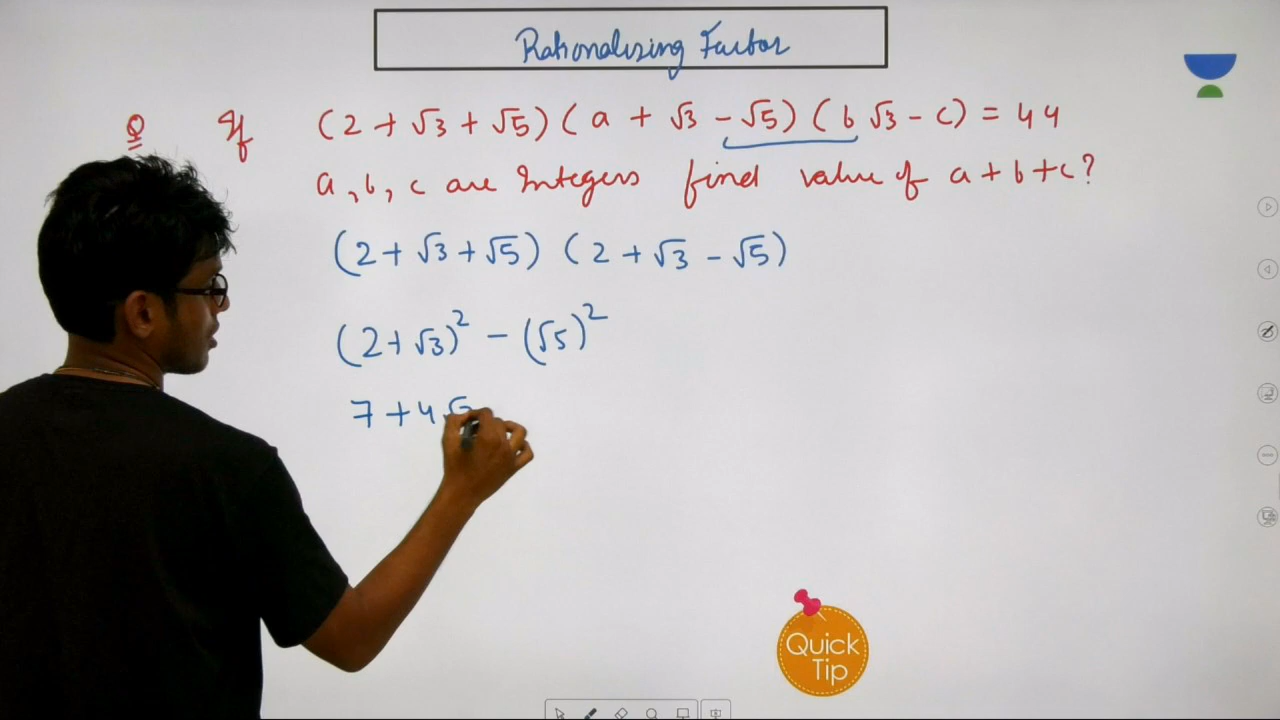 Rationalizing Factor
Q If (2 + √3 + √5) ( a + √3 - √5) ( b √3 - c) = 44
a, b, c are Integers find value of a + b + c?
(2 + √3 + √5) (2 + √3 - √5)
(2 + √3)² - (√5)²
7 + 4√
Quick
Tip